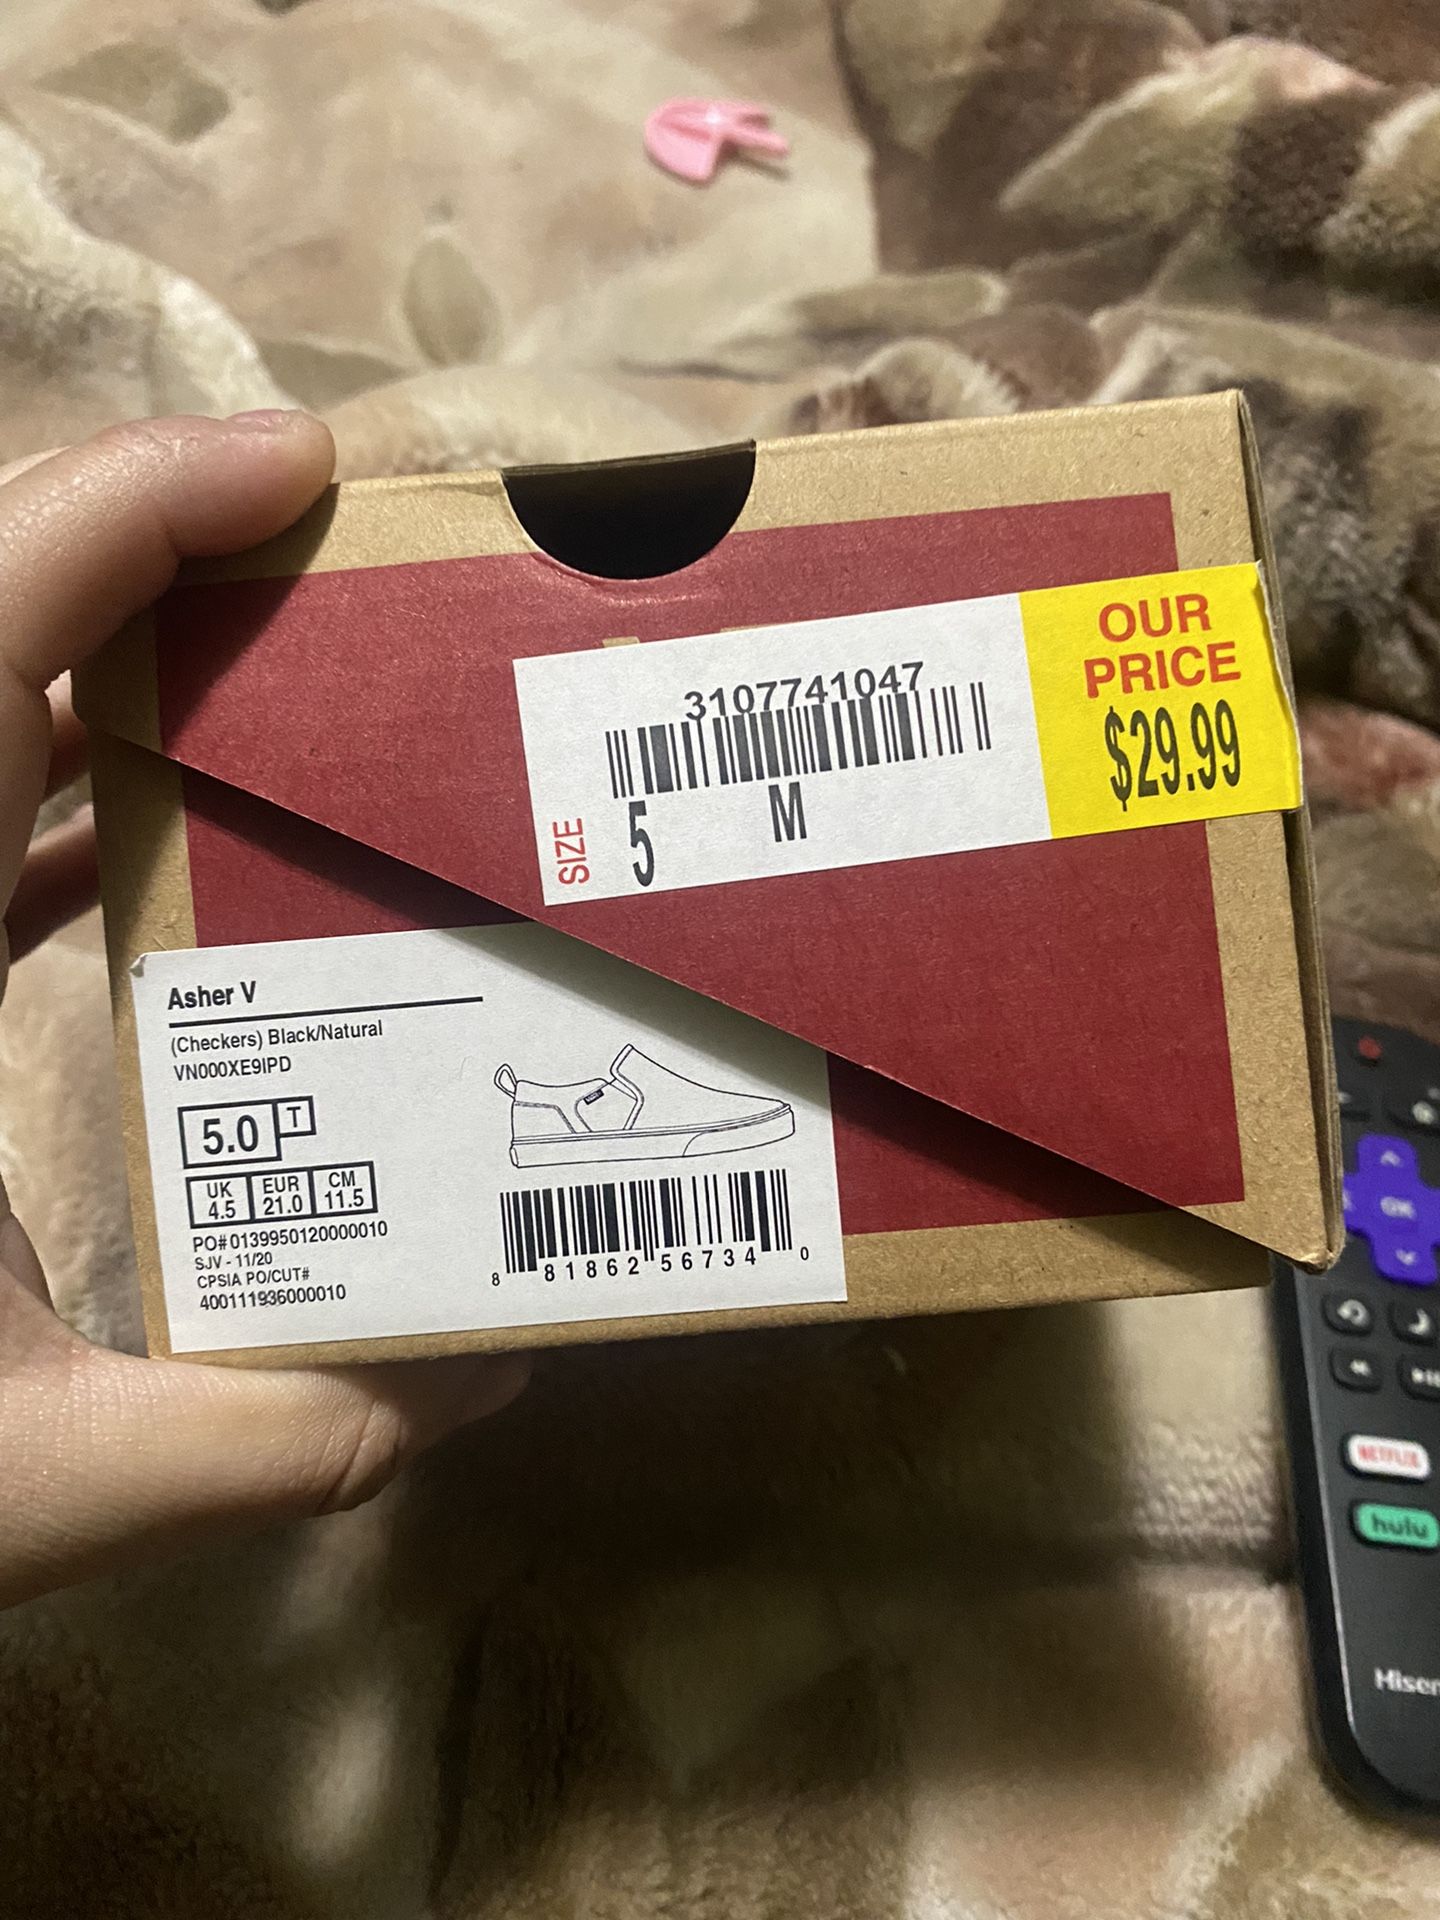 OUR
PRICE
$29.99
3107741047
SIZE
5 M
Asher V
(Checkers) Black/Natural
VN000XE9IPD
5.0 T
UK EUR CM
4.5 21.0 11.5
PO# 0139950120000010
SJV - 11/20
CPSIA PO/CUT#
400111936000010
8 81862 56734 0
OK
NETFLIX
hulu